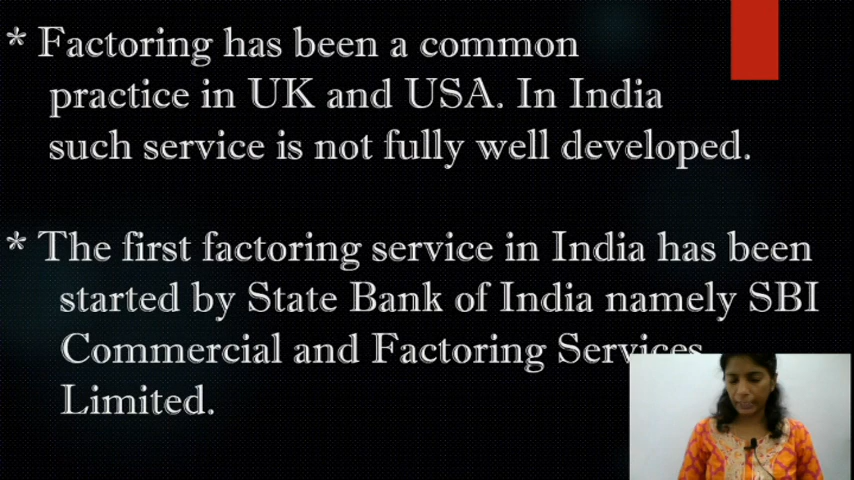 * Factoring has been a common
practice in UK and USA. In India
such service is not fully well developed.
* The first factoring service in India has been
started by State Bank of India namely SBI
Commercial and Factoring Services
Limited.